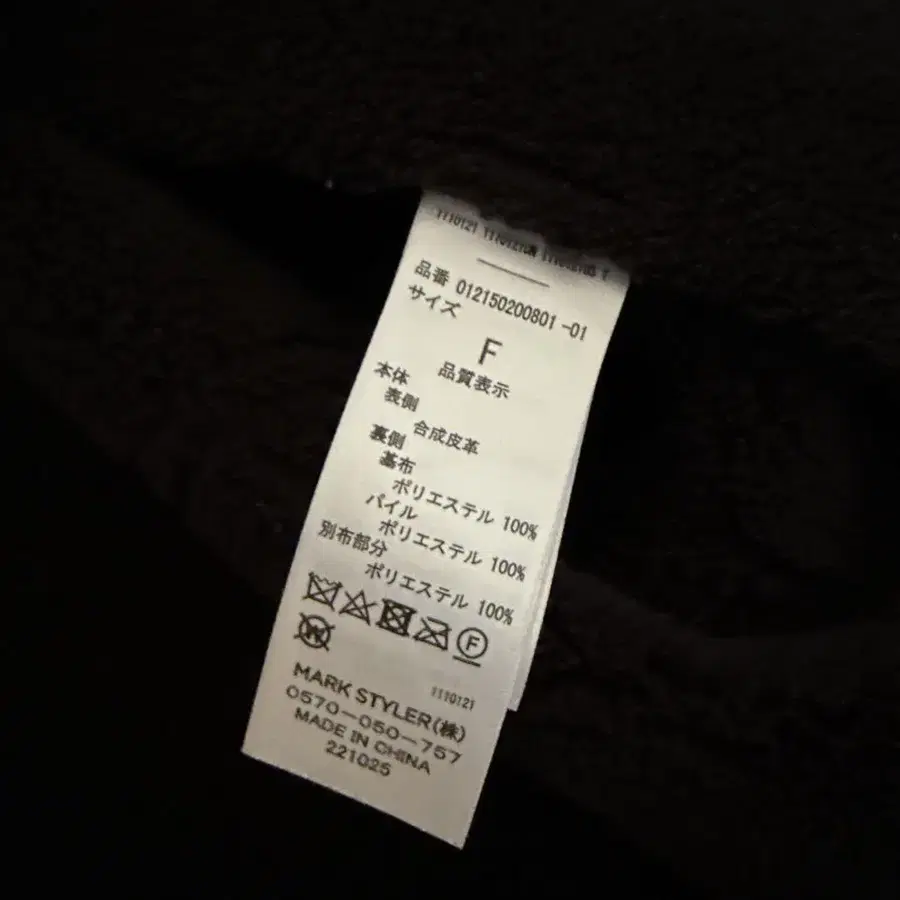 1110121 1110121
品番 012150200801-01
サイズ
F
品質表示
本体
表側
合成皮革
裏側
基布
ポリエステル 100%
パイル
ポリエステル 100%
別布部分
ポリエステル 100%
F
W
1110121
MARK STYLER(株)
0570-050-757
MADE IN CHINA
221025